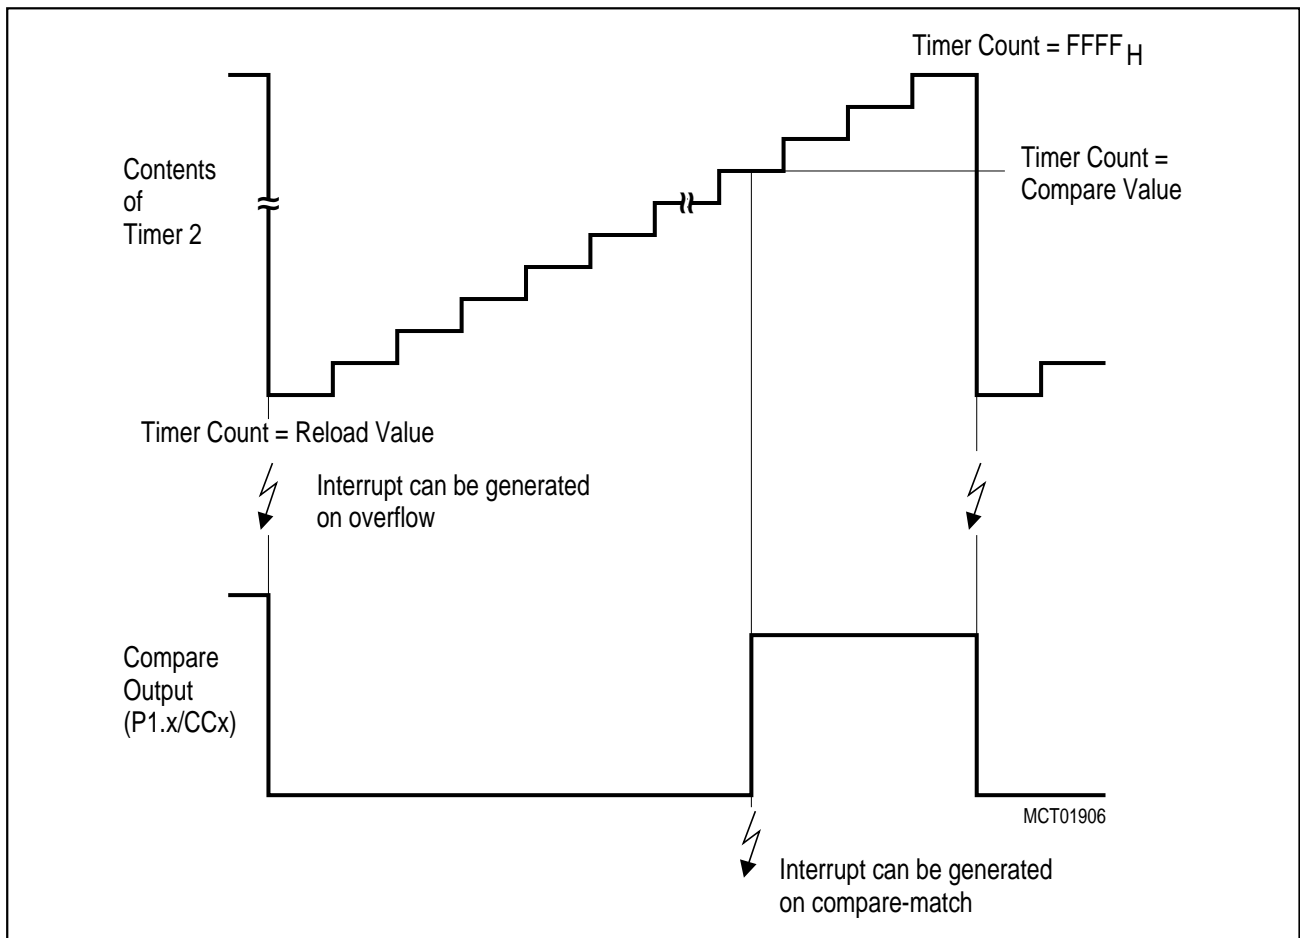 Timer Count = FFFF H
Contents
of
Timer 2
Timer Count =
Compare Value
Timer Count = Reload Value
Interrupt can be generated
on overflow
Compare
Output
(P1.x/CCx)
MCT01906
Interrupt can be generated
on compare-match